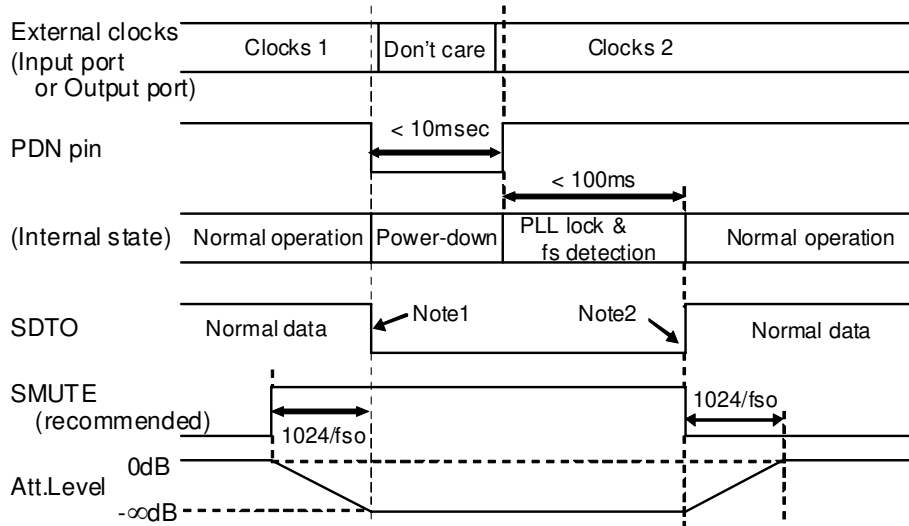 External clocks
(Input port
or Output port)
Clocks 1
Don't care
Clocks 2
PDN pin
< 10msec
< 100ms
(Internal state)
Normal operation
Power-down
PLL lock &
fs detection
Normal operation
SDTO
Normal data
Note1
Note2
Normal data
SMUTE
(recommended)
1024/fso
1024/fso
0dB
Att.Level
-∞dB